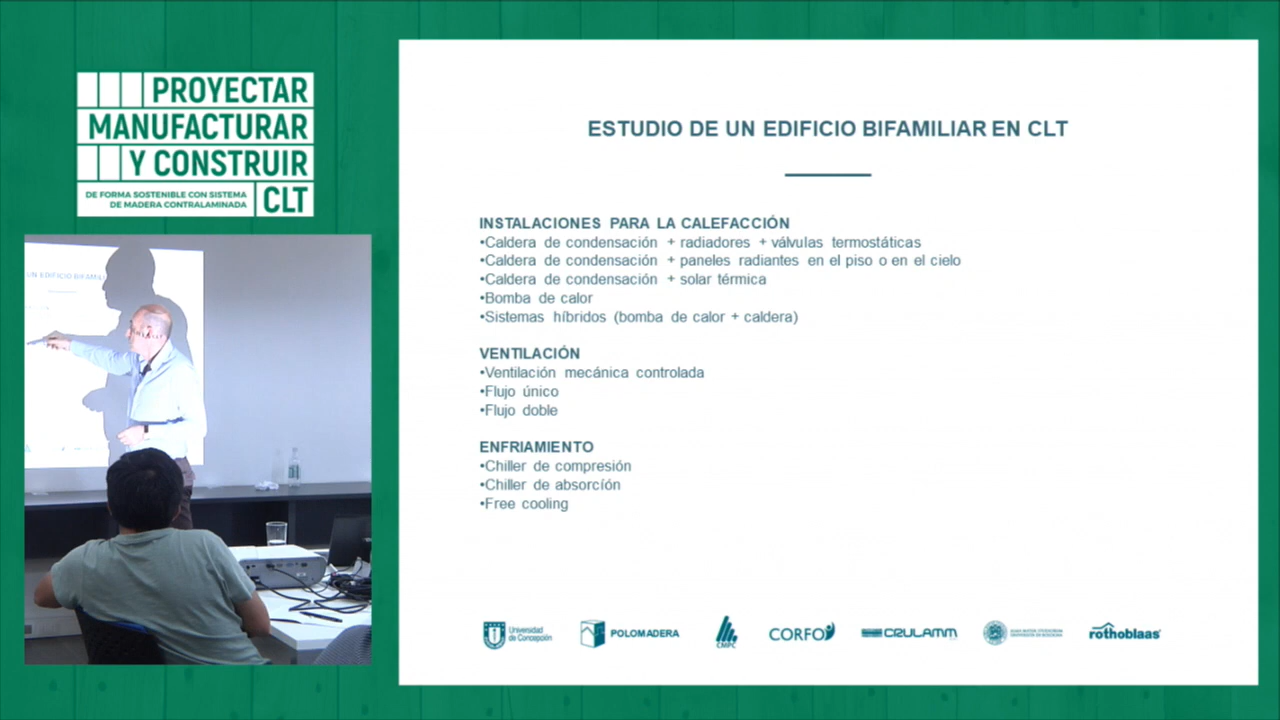 PROYECTAR
MANUFACTURAR
Y CONSTRUIR
DE FORMA SOSTENIBLE CON SISTEMA
DE MADERA CONTRALAMINADA
CLT
UN EDIFICIO BIFAMILI
ESTUDIO DE UN EDIFICIO BIFAMILIAR EN CLT
INSTALACIONES PARA LA CALEFACCIÓN
•Caldera de condensación + radiadores + válvulas termostáticas
•Caldera de condensación + paneles radiantes en el piso o en el cielo
•Caldera de condensación + solar térmica
•Bomba de calor
•Sistemas híbridos (bomba de calor + caldera)
VENTILACIÓN
•Ventilación mecánica controlada
•Flujo único
•Flujo doble
ENFRIAMIENTO
•Chiller de compresión
•Chiller de absorcíón
•Free cooling
Universidad
de Concepción
POLOMADERA
CMPC
CORFO
CRULAMM
rothoblaas